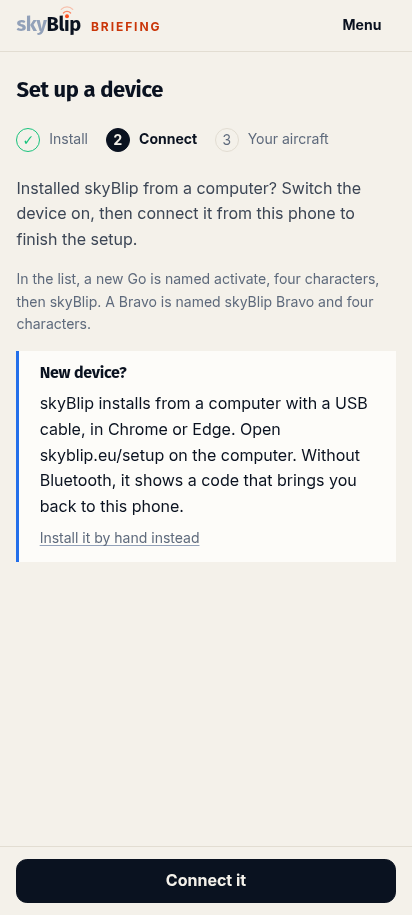 skyBlip BRIEFING
Menu
Set up a device
✓ Install 2 Connect 3 Your aircraft
Installed skyBlip from a computer? Switch the
device on, then connect it from this phone to
finish the setup.
In the list, a new Go is named activate, four characters,
then skyBlip. A Bravo is named skyBlip Bravo and four
characters.
New device?
skyBlip installs from a computer with a USB
cable, in Chrome or Edge. Open
skyblip.eu/setup on the computer. Without
Bluetooth, it shows a code that brings you
back to this phone.
Install it by hand instead
Connect it